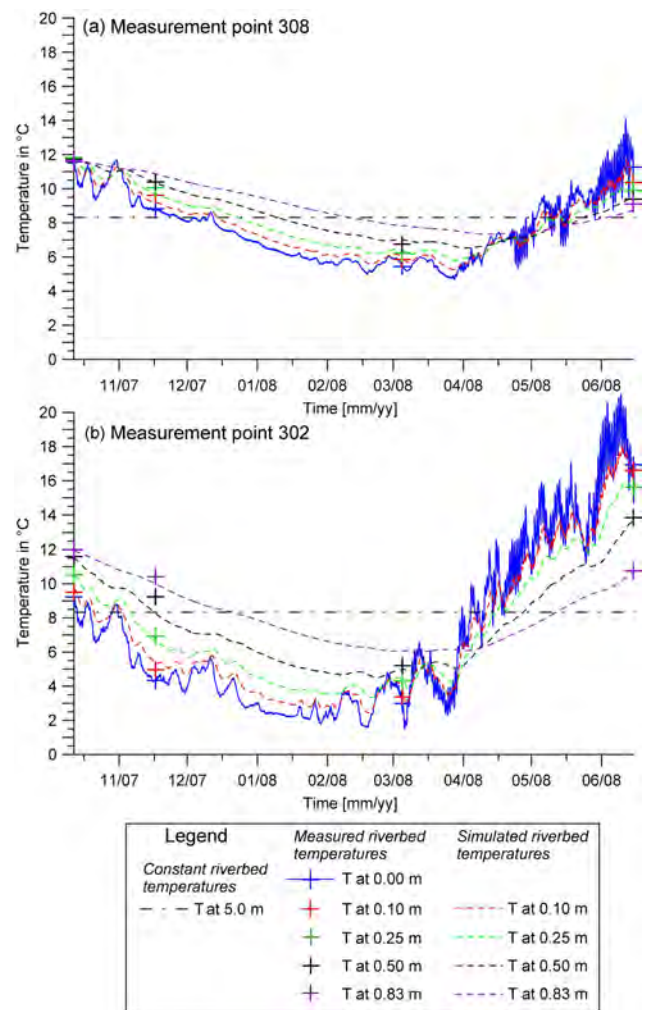 20
(a) Measurement point 308
18
16
14
12
10
8
6
4
2
0
Temperature in °C
11/07 12/07 01/08 02/08 03/08 04/08 05/08 06/08
Time [mm/yy]
20
(b) Measurement point 302
18
16
14
12
10
8
6
4
2
0
Temperature in °C
11/07 12/07 01/08 02/08 03/08 04/08 05/08 06/08
Time [mm/yy]
Legend
Constant riverbed
temperatures
T at 5.0 m
Measured riverbed
temperatures
T at 0.00 m
T at 0.10 m
T at 0.25 m
T at 0.50 m
T at 0.83 m
Simulated riverbed
temperatures
T at 0.10 m
T at 0.25 m
T at 0.50 m
T at 0.83 m